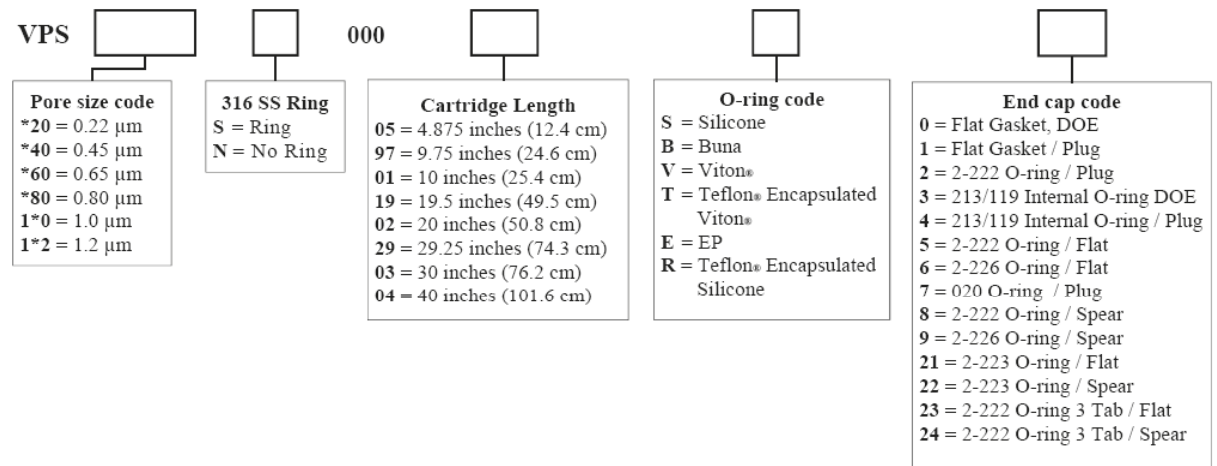 VPS 000
Pore size code
*20 = 0.22 µm
*40 = 0.45 µm
*60 = 0.65 µm
*80 = 0.80 µm
1*0 = 1.0 µm
1*2 = 1.2 µm
316 SS Ring
S = Ring
N = No Ring
Cartridge Length
05 = 4.875 inches (12.4 cm)
97 = 9.75 inches (24.6 cm)
01 = 10 inches (25.4 cm)
19 = 19.5 inches (49.5 cm)
02 = 20 inches (50.8 cm)
29 = 29.25 inches (74.3 cm)
03 = 30 inches (76.2 cm)
04 = 40 inches (101.6 cm)
O-ring code
S = Silicone
B = Buna
V = Viton®
T = Teflon® Encapsulated
Viton®
E = EP
R = Teflon® Encapsulated
Silicone
End cap code
0 = Flat Gasket, DOE
1 = Flat Gasket / Plug
2 = 2-222 O-ring / Plug
3 = 213/119 Internal O-ring DOE
4 = 213/119 Internal O-ring / Plug
5 = 2-222 O-ring / Flat
6 = 2-226 O-ring / Flat
7 = 020 O-ring / Plug
8 = 2-222 O-ring / Spear
9 = 2-226 O-ring / Spear
21 = 2-223 O-ring / Flat
22 = 2-223 O-ring / Spear
23 = 2-222 O-ring 3 Tab / Flat
24 = 2-222 O-ring 3 Tab / Spear